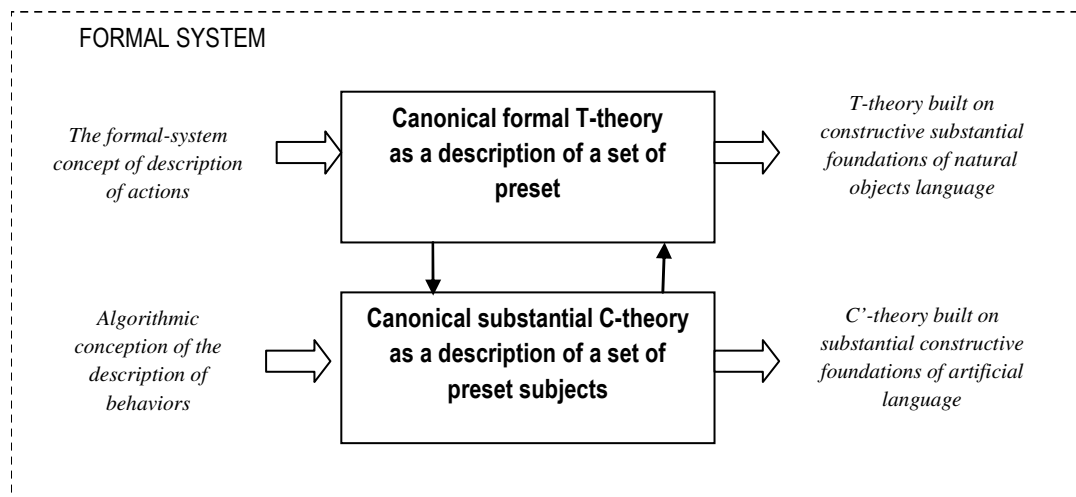 FORMAL SYSTEM
The formal-system
concept of description
of actions
Canonical formal T-theory
as a description of a set of
preset
T-theory built on
constructive substantial
foundations of natural
objects language
Algorithmic
conception of the
description of
behaviors
Canonical substantial C-theory
as a description of a set of
preset subjects
C’-theory built on
substantial constructive
foundations of artificial
language